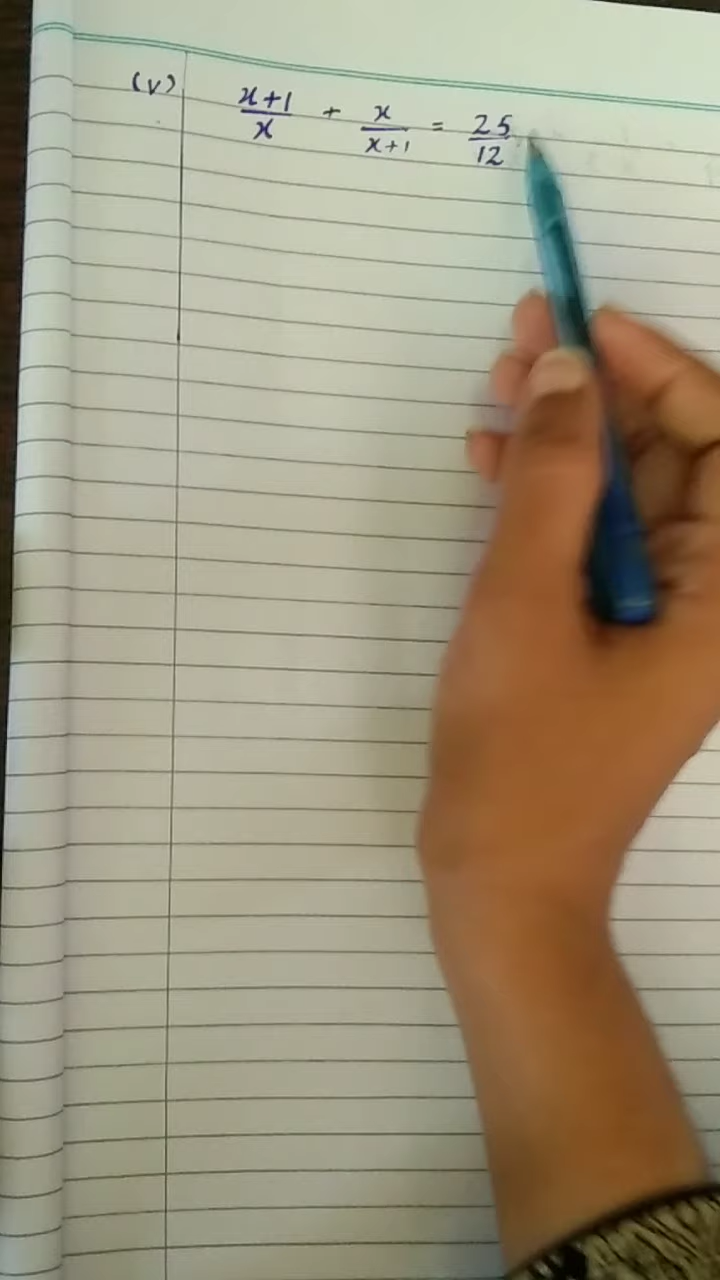 (v) x+1/x + x/x+1 = 25/12